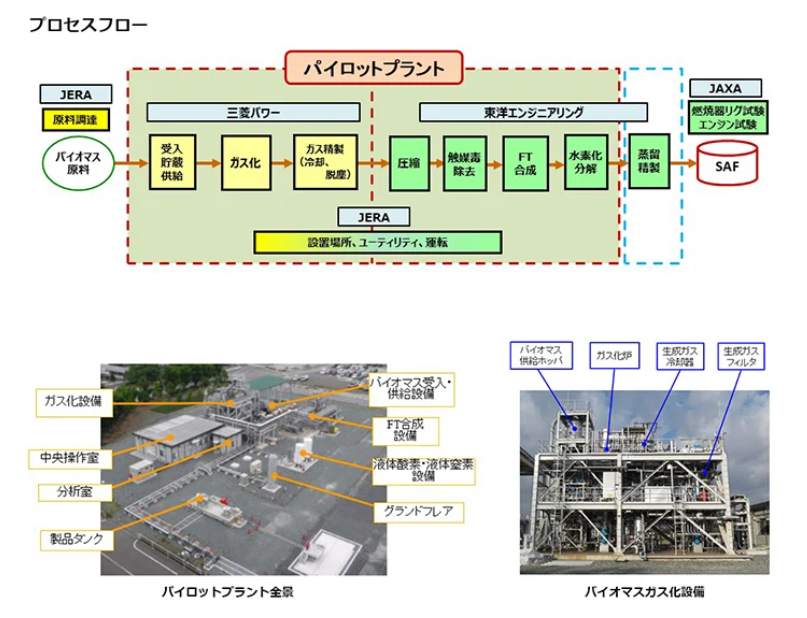 プロセスフロー
パイロットプラント
JERA
原料調達
バイオマス
原料
三菱パワー
受入
貯蔵
供給
ガス化
ガス精製
(冷却、
脱塵)
東洋エンジニアリング
圧縮
触媒毒
除去
FT
合成
水素化
分解
蒸留
精製
JAXA
燃焼器リグ試験
エンジン試験
SAF
JERA
設置場所、ユーティリティ、運転
ガス化設備
中央操作室
分析室
製品タンク
バイオマス受入・
供給設備
FT合成
設備
液体酸素・液体窒素
設備
グランドフレア
パイロットプラント全景
バイオマス
供給ホッパ
ガス化炉
生成ガス
冷却器
生成ガス
フィルタ
バイオマスガス化設備